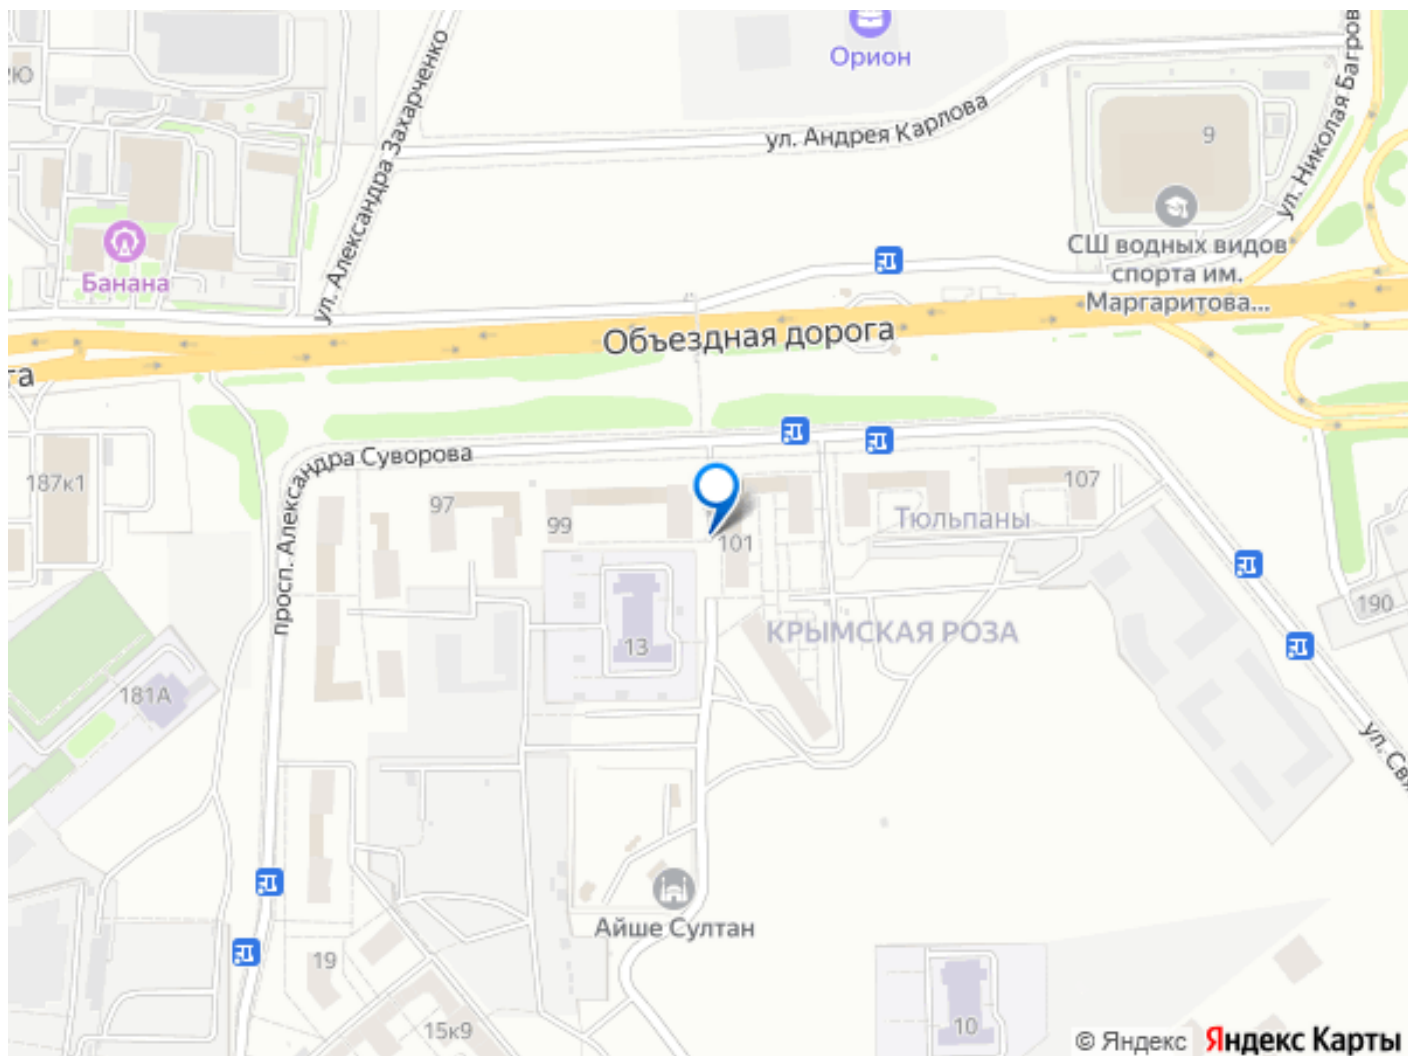 Орион
ул. Александра Захарченко
ул. Андрея Карлова
ул. Николая Багров
9
Банана
СШ водных видов
спорта им.
Маргаритова...
Объездная дорога
га
просп. Александра Суворова
187к1
97
99
101
107
Тюльпаны
13
КРЫМСКАЯ РОЗА
190
181А
ул. Свя
Айше Султан
19
15к9
10
© Яндекс Яндекс Карты